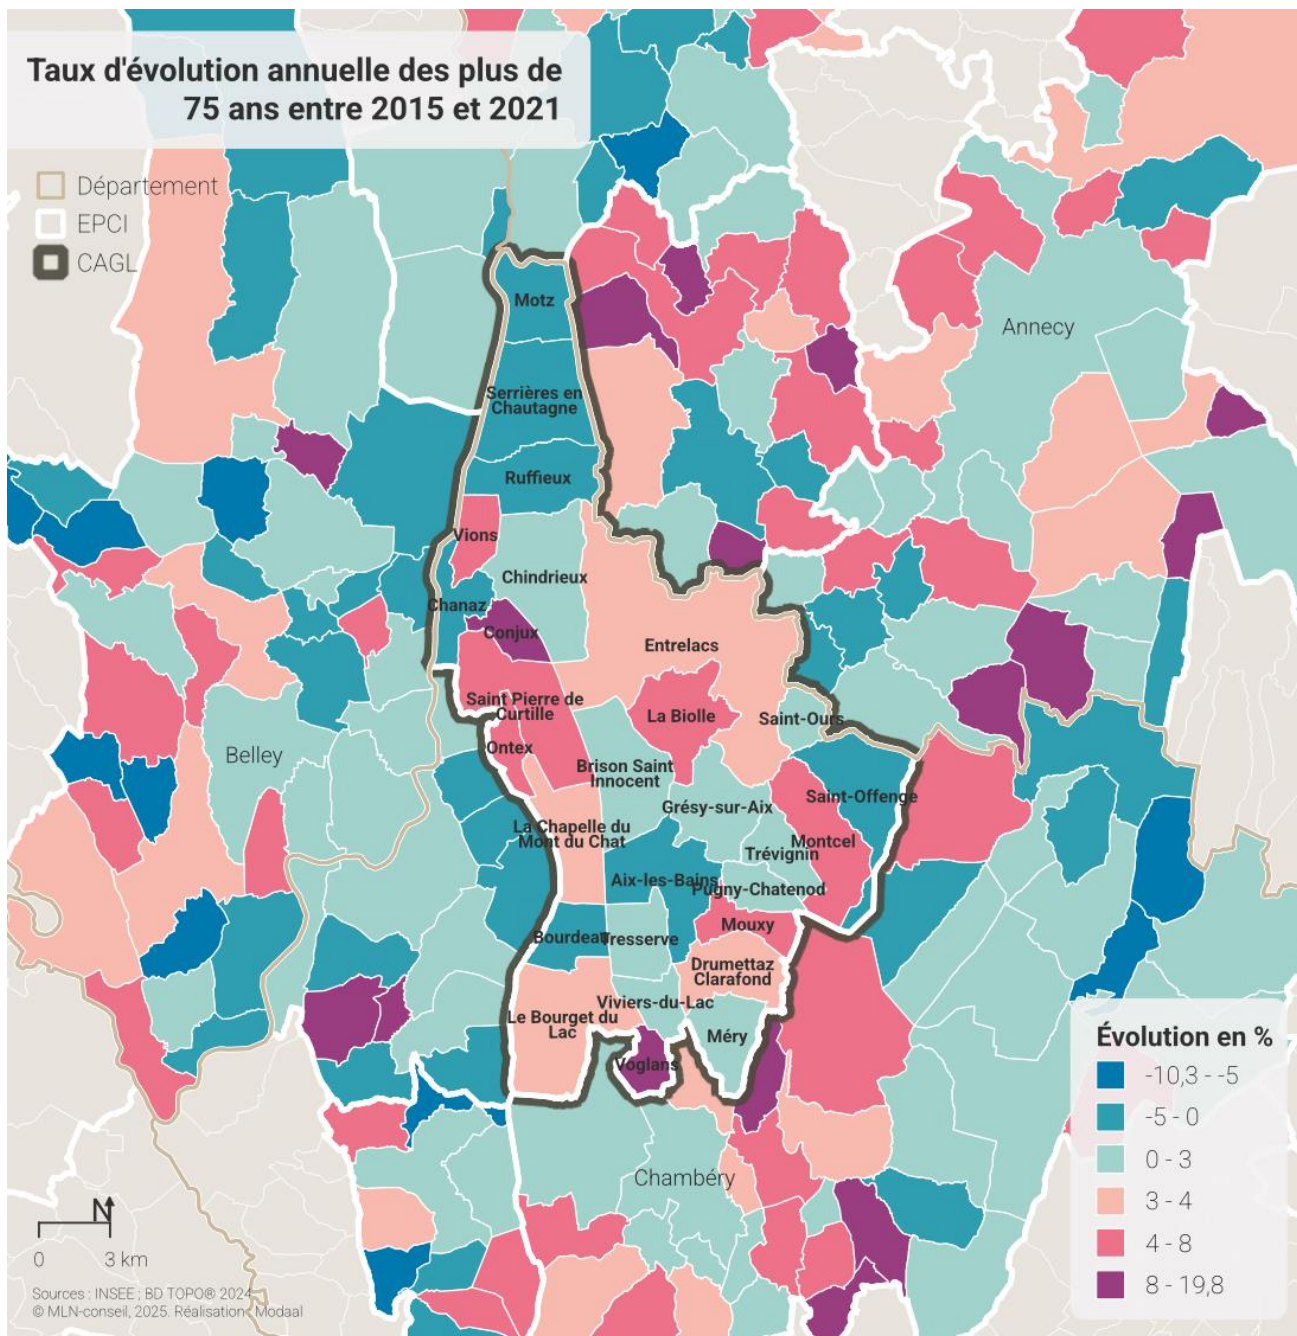 Taux d'évolution annuelle des plus de
75 ans entre 2015 et 2021
Département
EPCI
CAGL
Motz
Annecy
Serrières en
Chautagne
Ruffieux
Vions
Chindrieux
Chanaz
Conjux
Entrelacs
Saint Pierre de
Curtille
La Biolle
Saint-Ours
Ontex
Belley
Brison Saint
Innocent
Grésy-sur-Aix
Saint-Offenge
La Chapelle du
Mont du Chat
Montcel
Trévignin
Aix-les-Bains
Pugny-Chatenod
Mouxy
Bourdeau
Tresserve
Drumettaz
Clarafond
Viviers-du-Lac
Le Bourget du
Lac
Méry
Voglans
Chambéry
Évolution en %
-10,3 - -5
-5 - 0
0 - 3
3 - 4
4 - 8
8 - 19,8
N
0 3 km
Sources : INSEE ; BD TOPO® 2024
© MLN-conseil, 2025. Réalisation : Modaal